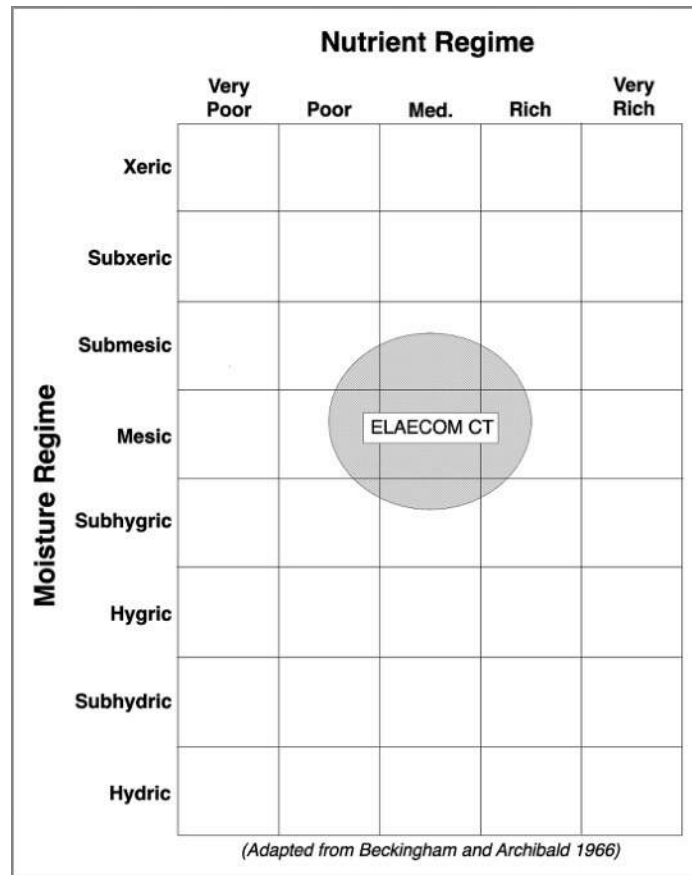 Nutrient Regime
Very
Poor
Poor
Med.
Rich
Very
Rich
Moisture Regime
Xeric
Subxeric
Submesic
Mesic
Subhygric
Hygric
Subhydric
Hydric
ELAECOM CT
(Adapted from Beckingham and Archibald 1966)